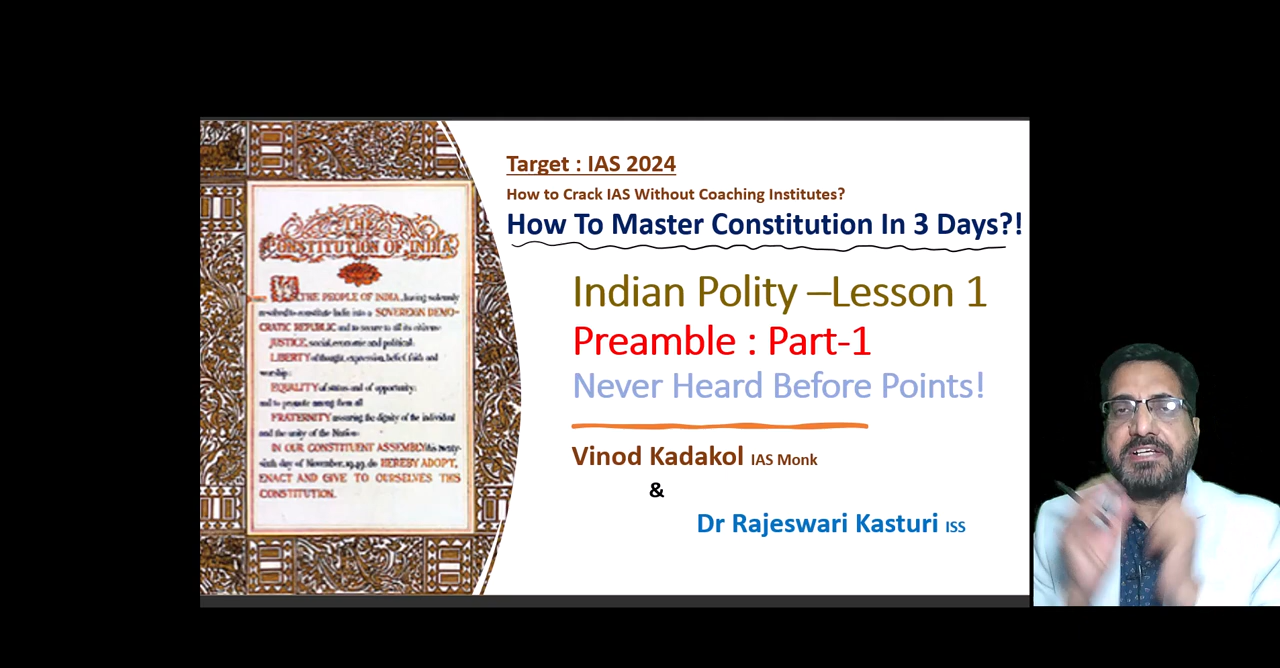 THE
CONSTITUTION OF INDIA
WE, THE PEOPLE OF INDIA, having solemnly
resolved to constitute India into a SOVEREIGN DEMO-
CRATIC REPUBLIC and to secure to all its citizens:
JUSTICE, social, economic and political;
LIBERTY of thought, expression, belief, faith and
worship;
EQUALITY of status and of opportunity;
and to promote among them all
FRATERNITY assuring the dignity of the individual
and the unity of the Nation;
IN OUR CONSTITUENT ASSEMBLY this twenty-
sixth day of November, 1949, do HEREBY ADOPT,
ENACT AND GIVE TO OURSELVES THIS
CONSTITUTION.
Target : IAS 2024
How to Crack IAS Without Coaching Institutes?
How To Master Constitution In 3 Days?!
Indian Polity –Lesson 1
Preamble : Part-1
Never Heard Before Points!
Vinod Kadakol IAS Monk
&
Dr Rajeswari Kasturi ISS